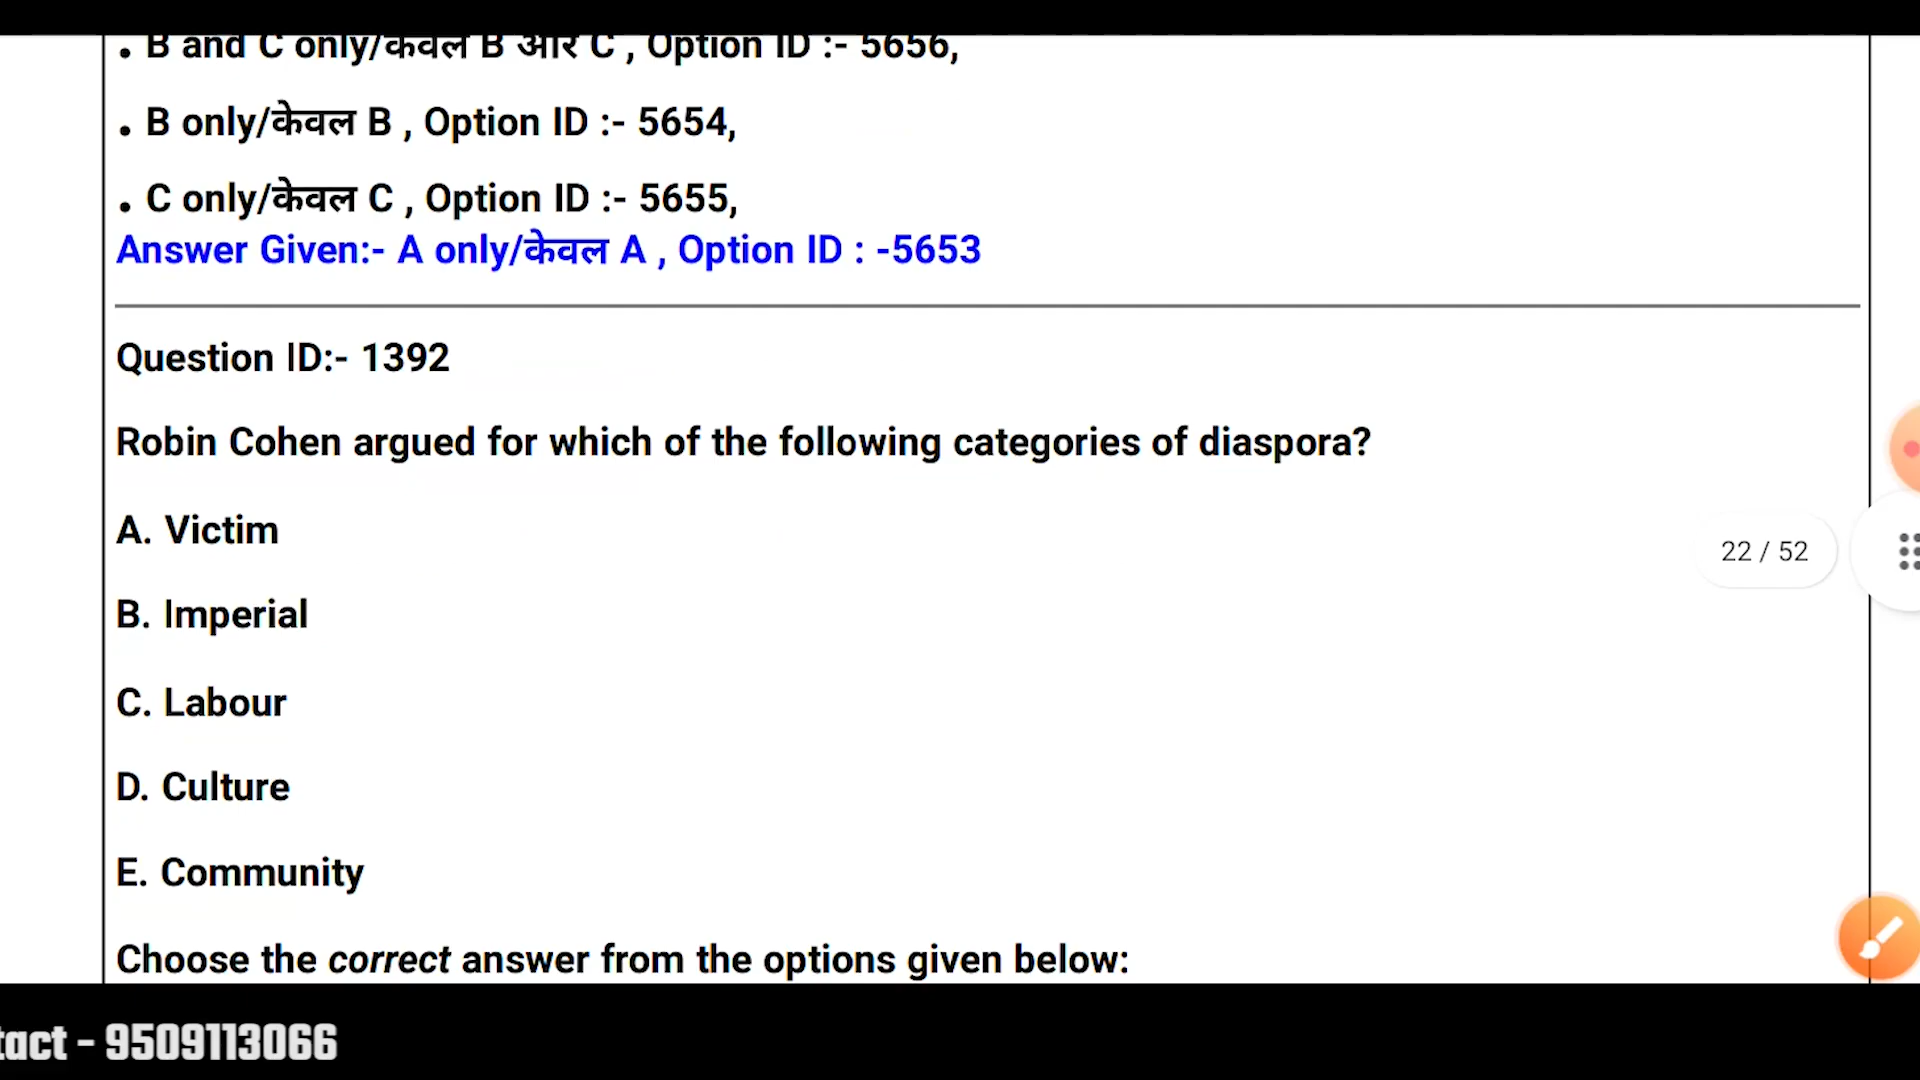 . B and C only/केवल B और C , Option ID :- 5656,
. B only/केवल B , Option ID :- 5654,
. C only/केवल C , Option ID :- 5655,
Answer Given:- A only/केवल A , Option ID : -5653
Question ID:- 1392
Robin Cohen argued for which of the following categories of diaspora?
A. Victim
22 / 52
B. Imperial
C. Labour
D. Culture
E. Community
Choose the correct answer from the options given below:
tact - 9509113066